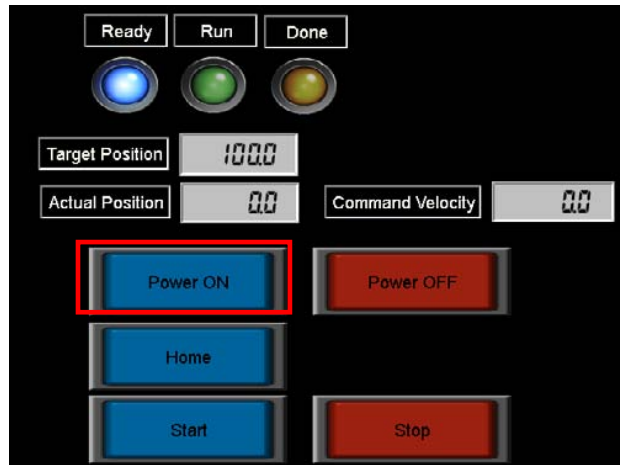 Ready Run Done
Target Position 100.0
Actual Position 0.0 Command Velocity 0.0
Power ON Power OFF
Home
Start Stop